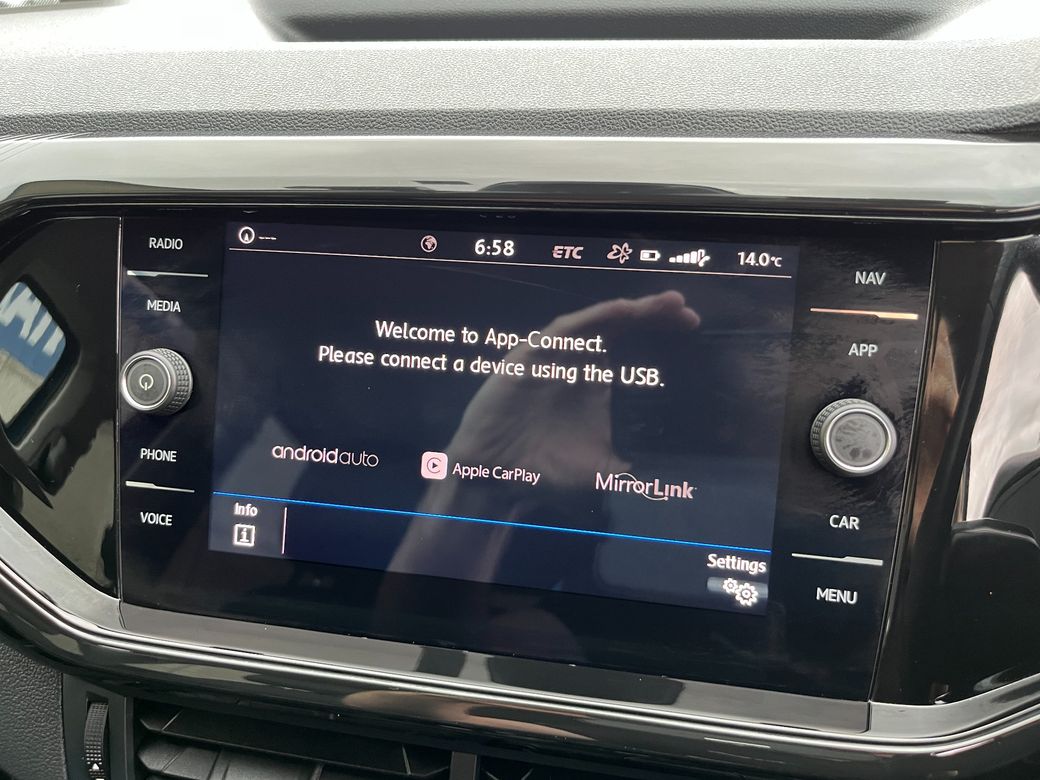 RADIO
MEDIA
PHONE
VOICE
6:58
ETC
14.0°C
Welcome to App-Connect.
Please connect a device using the USB.
androidauto
Apple CarPlay
MirrorLink
Info
Settings
NAV
APP
CAR
MENU